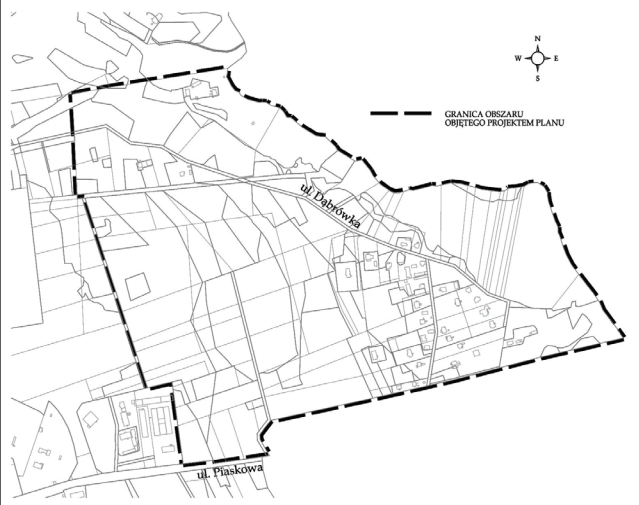 N
W E
S
GRANICA OBSZARU
OBJĘTEGO PROJEKTEM PLANU
ul. Dąbrówka
ul. Piaskowa